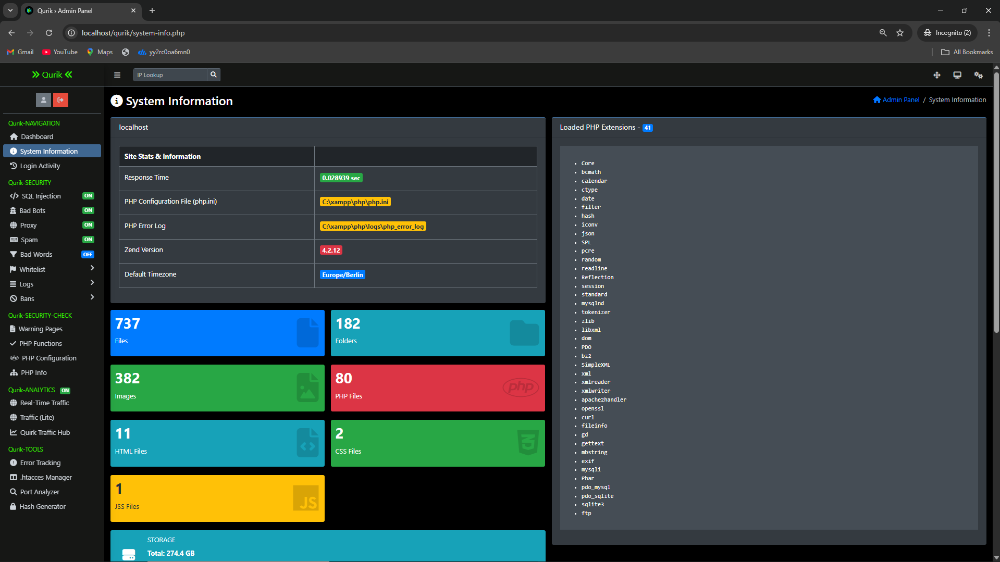 Qurik › Admin Panel
localhost/qurik/system-info.php
Incognito (2)
Gmail
YouTube
Maps
yy2rc0oa6mn0
All Bookmarks
Qurik
IP Lookup
System Information
Admin Panel / System Information
Qurik-NAVIGATION
Dashboard
System Information
Login Activity
Qurik-SECURITY
SQL Injection ON
Bad Bots ON
Proxy ON
Spam ON
Bad Words OFF
Whitelist
Logs
Bans
Qurik-SECURITY-CHECK
Warning Pages
PHP Functions
php PHP Configuration
PHP Info
Qurik-ANALYTICS ON
Real-Time Traffic
Traffic (Lite)
Quirk Traffic Hub
Qurik-TOOLS
Error Tracking
.htacces Manager
Port Analyzer
Hash Generator
localhost
Site Stats & Information
Response Time 0.028939 sec
PHP Configuration File (php.ini) C:\xampp\php\php.ini
PHP Error Log C:\xampp\php\logs\php_error_log
Zend Version 4.2.12
Default Timezone Europe/Berlin
737
Files
182
Folders
382
Images
80
PHP Files
php
11
HTML Files
2
CSS Files
3
1
JSS Files
JS
STORAGE
Total: 274.4 GB
Loaded PHP Extensions - 41
Core
bcmath
calendar
ctype
date
filter
hash
iconv
json
SPL
pcre
random
readline
Reflection
session
standard
mysqlnd
tokenizer
zlib
libxml
dom
PDO
bz2
SimpleXML
xml
xmlreader
xmlwriter
apache2handler
openssl
curl
fileinfo
gd
gettext
mbstring
exif
mysqli
Phar
pdo_mysql
pdo_sqlite
sqlite3
ftp